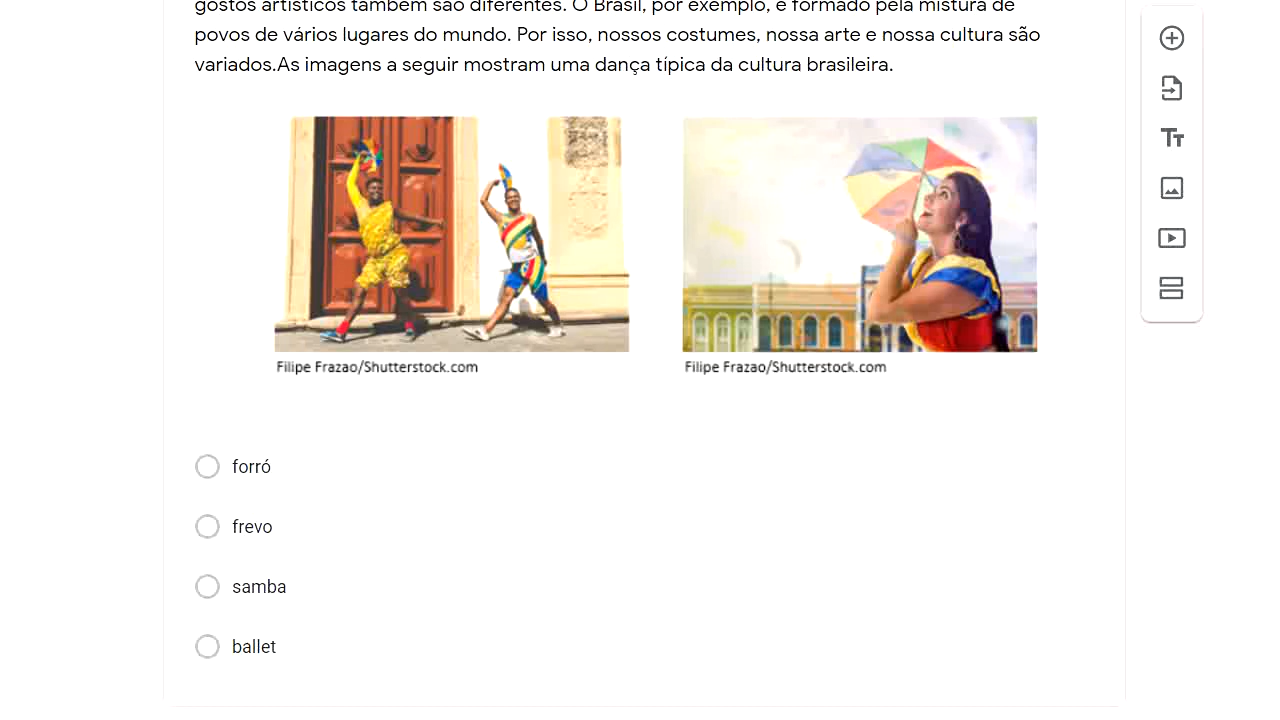 gostos artísticos também são diferentes. O Brasil, por exemplo, é formado pela mistura de
povos de vários lugares do mundo. Por isso, nossos costumes, nossa arte e nossa cultura são
variados.As imagens a seguir mostram uma dança típica da cultura brasileira.
Filipe Frazao/Shutterstock.com
Filipe Frazao/Shutterstock.com
forró
frevo
samba
ballet